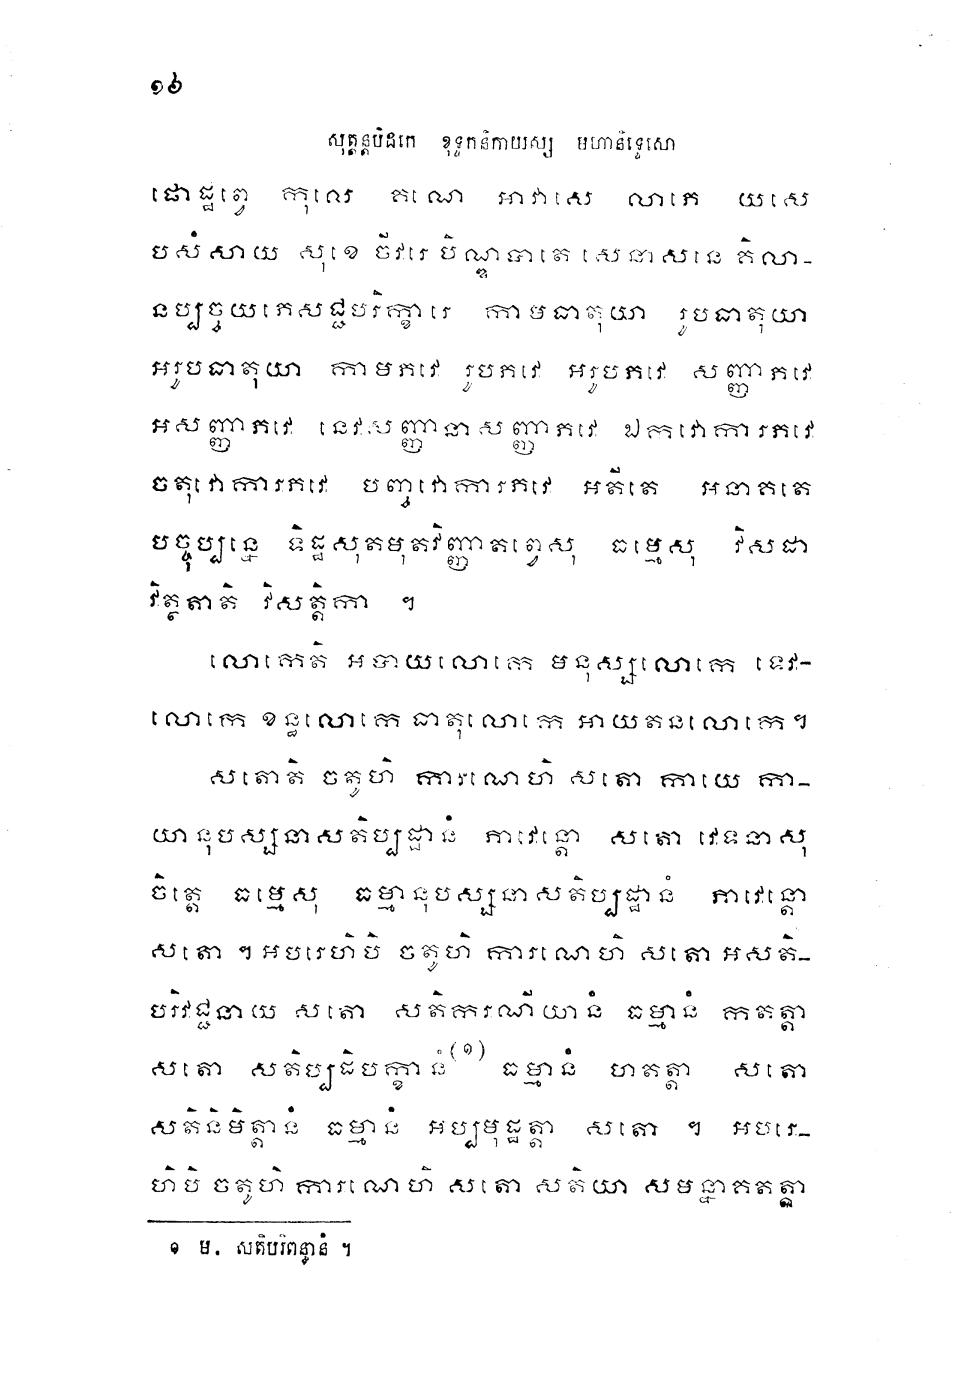 ១៦
សុត្តន្តបិដកេ ខុទ្ទកនិកាយស្ស មហានិទ្ទេសោ
ផោដ្ឋព្វេ កុលេ គណេ អាវាសេ លាភេ យសេ
បសំសាយ សុខេ ចីវរេ បិណ្ឌបាតេ សេនាសនេ គិលា-
នប្បច្ចយភេសជ្ជបរិក្ខារេ កាមធាតុយា រូបធាតុយា
អរូបធាតុយា កាមភវេ រូបភវេ អរូបភវេ សញ្ញាភវេ
អសញ្ញាភវេ នេវសញ្ញានាសញ្ញាភវេ ឯកវោការភវេ
ចតុវោការភវេ បញ្ចវោការភវេ អតីតេ អនាគតេ
បច្ចុប្បន្នេ ទិដ្ឋសុតមុតវិញ្ញាតព្វេសុ ធម្មេសុ វិសដា
វិត្ថតាតិ វិសត្តិកា ។
លោកេតិ អបាយលោកេ មនុស្សលោកេ ទេវ-
លោកេ ខន្ធលោកេ ធាតុលោកេ អាយតនលោកេ។
សតោតិ ចតូហិ ការណេហិ សតោ កាយេ កា-
យានុបស្សនាសតិប្បដ្ឋានំ ភាវេន្តោ សតោ វេទនាសុ
ចិត្តេ ធម្មេសុ ធម្មានុបស្សនាសតិប្បដ្ឋានំ ភាវេន្តោ
សតោ ។ អបរេហិបិ ចតូហិ ការណេហិ សតោ អសតិ-
បរិវជ្ជនាយ សតោ សតិករណីយានំ ធម្មានំ កតត្តា
សតោ សតិប្បដិបក្ខានំ(១) ធម្មានំ ហតត្តា សតោ
សតិនិមិត្តានំ ធម្មានំ អប្បមុដ្ឋត្តា សតោ ។ អបរេ-
ហិបិ ចតូហិ ការណេហិ សតោ សតិយា សមន្នាគតត្តា
១ ម. សតិបរិពន្ធានំ ។